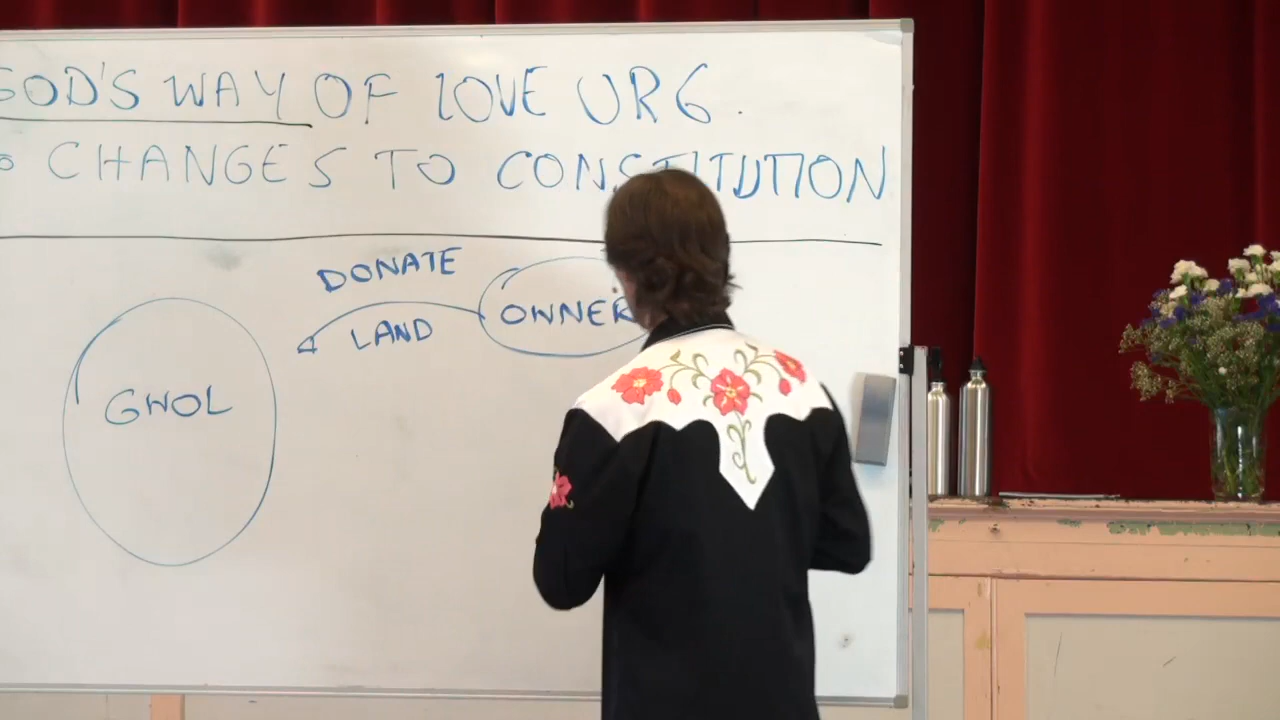 GOD'S WAY OF LOVE URG.
CHANGES TO CONSTITUTION
DONATE
LAND
OWNER
GWOL